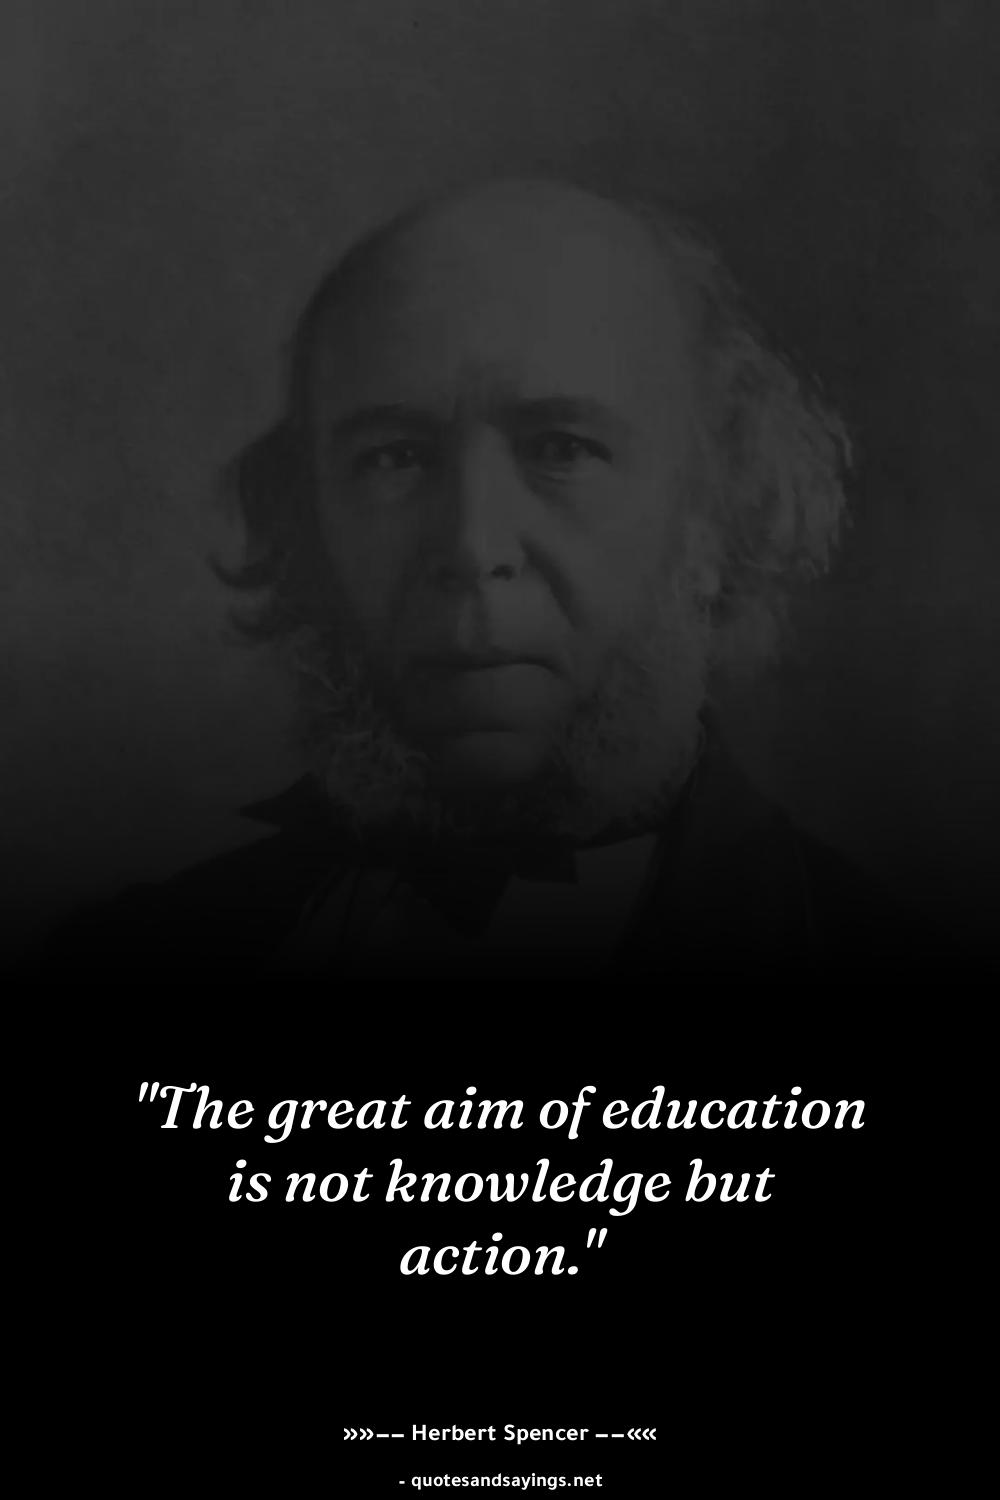 "The great aim of education
is not knowledge but
action."
»»–– Herbert Spencer ––««
- quotesandsayings.net